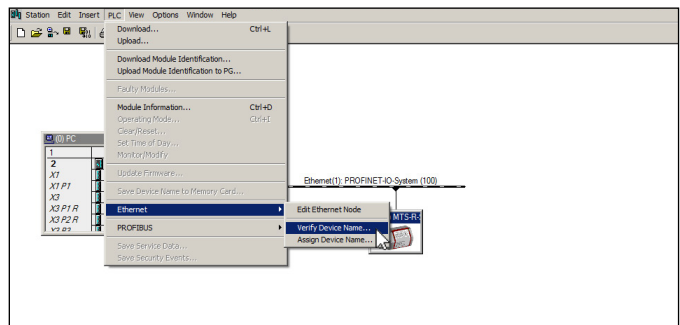 Station Edit Insert PLC View Options Window Help
Download... Ctrl+L
Upload...
Download Module Identification...
Upload Module Identification to PG...
Faulty Modules...
Module Information... Ctrl+D
Operating Mode... Ctrl+I
Clear/Reset...
Set Time of Day...
Monitor/Modify
Update Firmware...
Save Device Name to Memory Card...
Ethernet
PROFIBUS
Save Service Data...
Save Security Events...
Edit Ethernet Node
Verify Device Name...
Assign Device Name...
(0) PC
1
2
X1
X1 P1
X3
X3 P1 R
X3 P2 R
Ethernet(1): PROFINET-IO-System (100)
MTS-R-